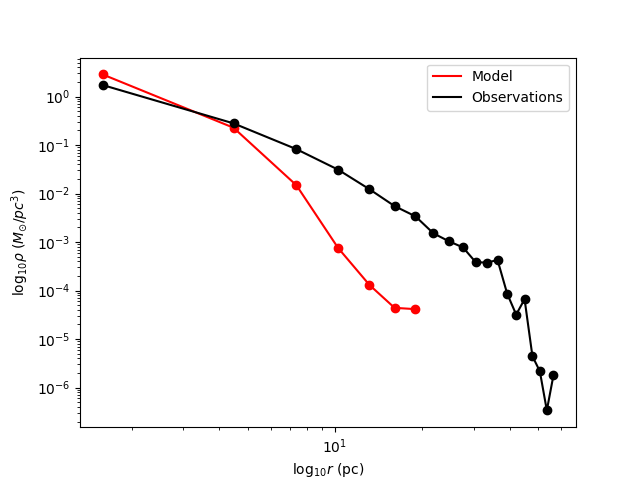 Model
Observations
10⁰
10⁻¹
10⁻²
10⁻³
10⁻⁴
10⁻⁵
10⁻⁶
log₁₀ρ (M⊙/pc³)
10¹
log₁₀r (pc)